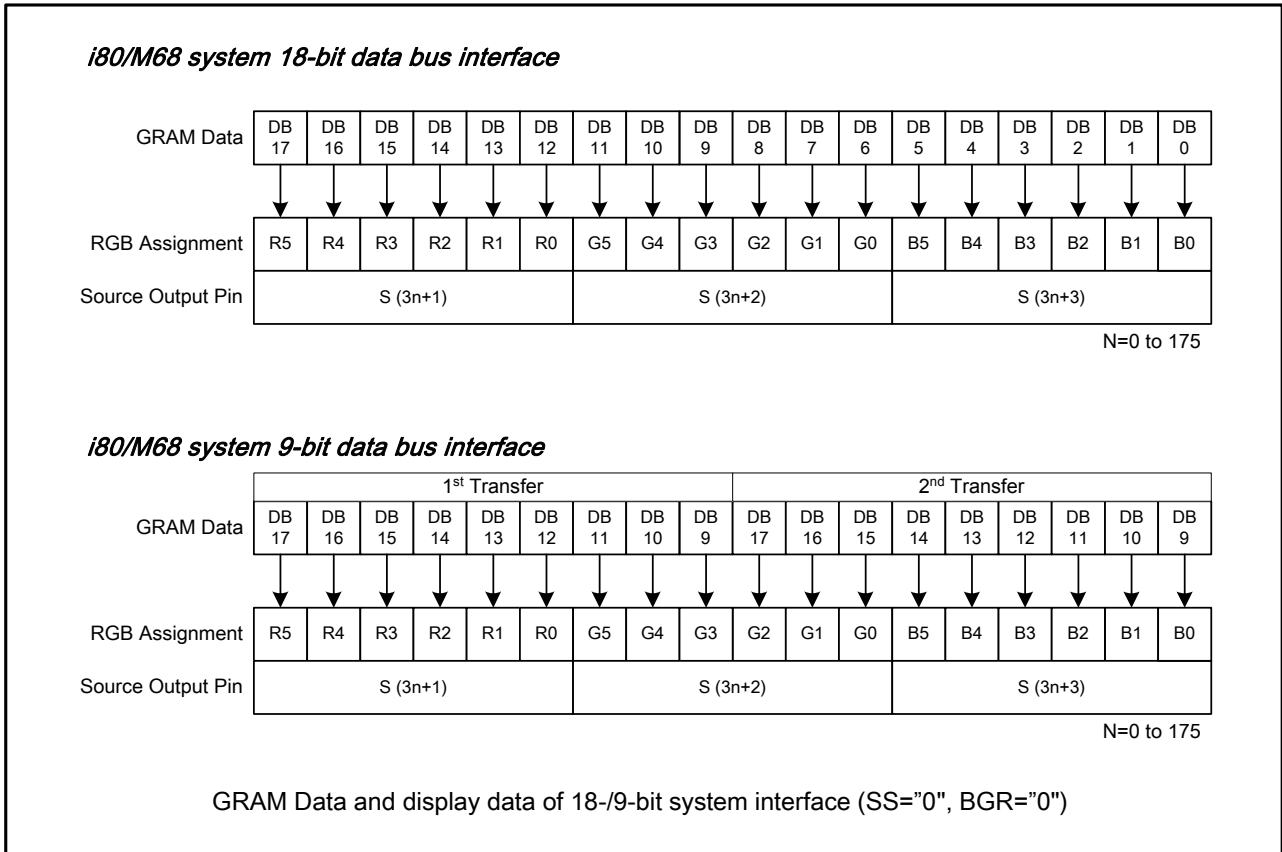 i80/M68 system 18-bit data bus interface
GRAM Data DB 17 DB 16 DB 15 DB 14 DB 13 DB 12 DB 11 DB 10 DB 9 DB 8 DB 7 DB 6 DB 5 DB 4 DB 3 DB 2 DB 1 DB 0
RGB Assignment R5 R4 R3 R2 R1 R0 G5 G4 G3 G2 G1 G0 B5 B4 B3 B2 B1 B0
Source Output Pin S (3n+1) S (3n+2) S (3n+3)
N=0 to 175
i80/M68 system 9-bit data bus interface
1st Transfer 2nd Transfer
GRAM Data DB 17 DB 16 DB 15 DB 14 DB 13 DB 12 DB 11 DB 10 DB 9 DB 17 DB 16 DB 15 DB 14 DB 13 DB 12 DB 11 DB 10 DB 9
RGB Assignment R5 R4 R3 R2 R1 R0 G5 G4 G3 G2 G1 G0 B5 B4 B3 B2 B1 B0
Source Output Pin S (3n+1) S (3n+2) S (3n+3)
N=0 to 175
GRAM Data and display data of 18-/9-bit system interface (SS=”0", BGR=”0")